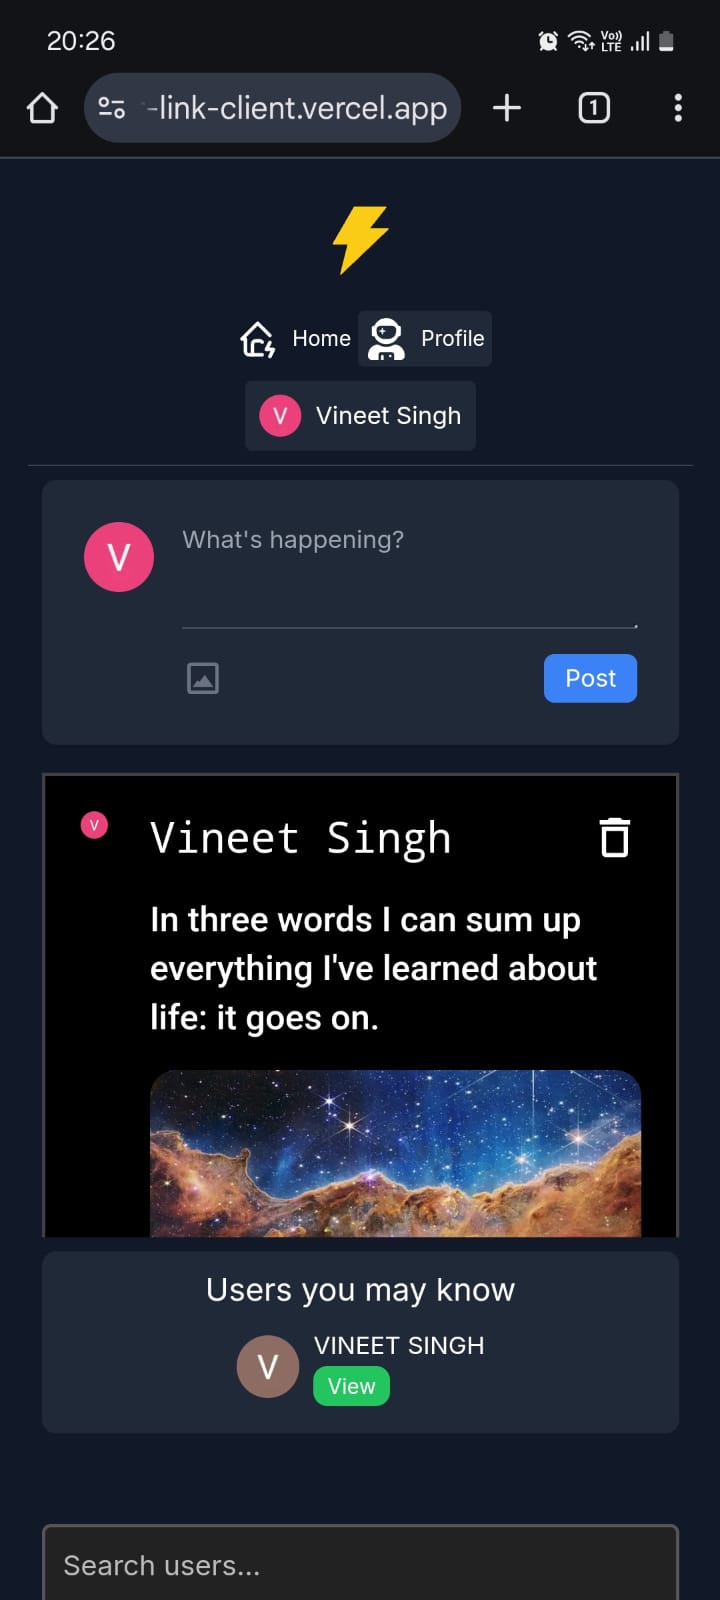 20:26
Vo))
LTE
-link-client.vercel.app
1
Home
Profile
V
Vineet Singh
V
What's happening?
Post
V
Vineet Singh
In three words I can sum up
everything I've learned about
life: it goes on.
Users you may know
V
VINEET SINGH
View
Search users...